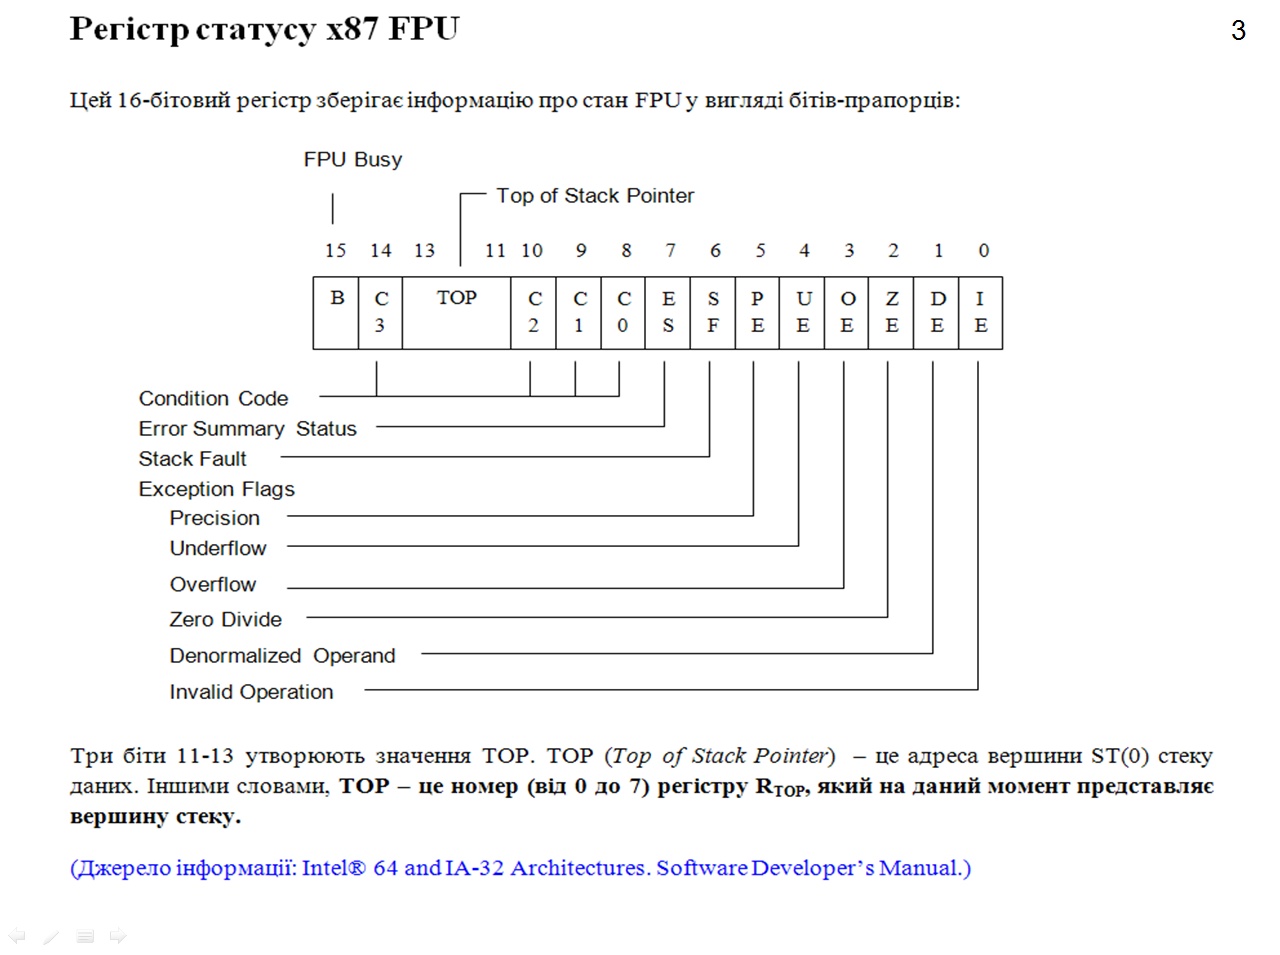 Регістр статусу x87 FPU
3
Цей 16-бітовий регістр зберігає інформацію про стан FPU у вигляді бітів-прапорців:
FPU Busy
Top of Stack Pointer
15 14 13 11 10 9 8 7 6 5 4 3 2 1 0
B C TOP C C C E S P U O Z D I
3 2 1 0 S F E E E E E E
Condition Code
Error Summary Status
Stack Fault
Exception Flags
Precision
Underflow
Overflow
Zero Divide
Denormalized Operand
Invalid Operation
Три біти 11-13 утворюють значення TOP. TOP (Top of Stack Pointer) – це адреса вершини ST(0) стеку
даних. Іншими словами, TOP – це номер (від 0 до 7) регістру RTOP, який на даний момент представляє
вершину стеку.
(Джерело інформації: Intel® 64 and IA-32 Architectures. Software Developer’s Manual.)